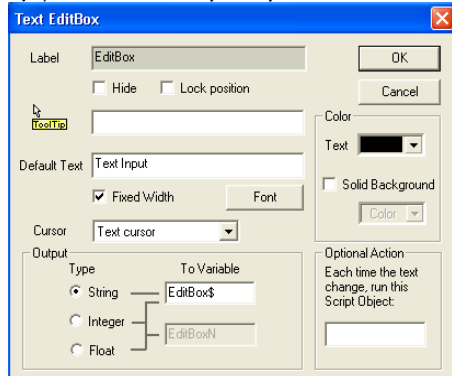 Text EditBox
Label EditBox OK
Hide Lock position Cancel
ToolTip
Color
Text
Default Text Text Input
Solid Background
Fixed Width Font
Color
Cursor Text cursor
Output
Type To Variable
String EditBox$
Integer
EditBoxN
Float
Optional Action
Each time the text
change, run this
Script Object: